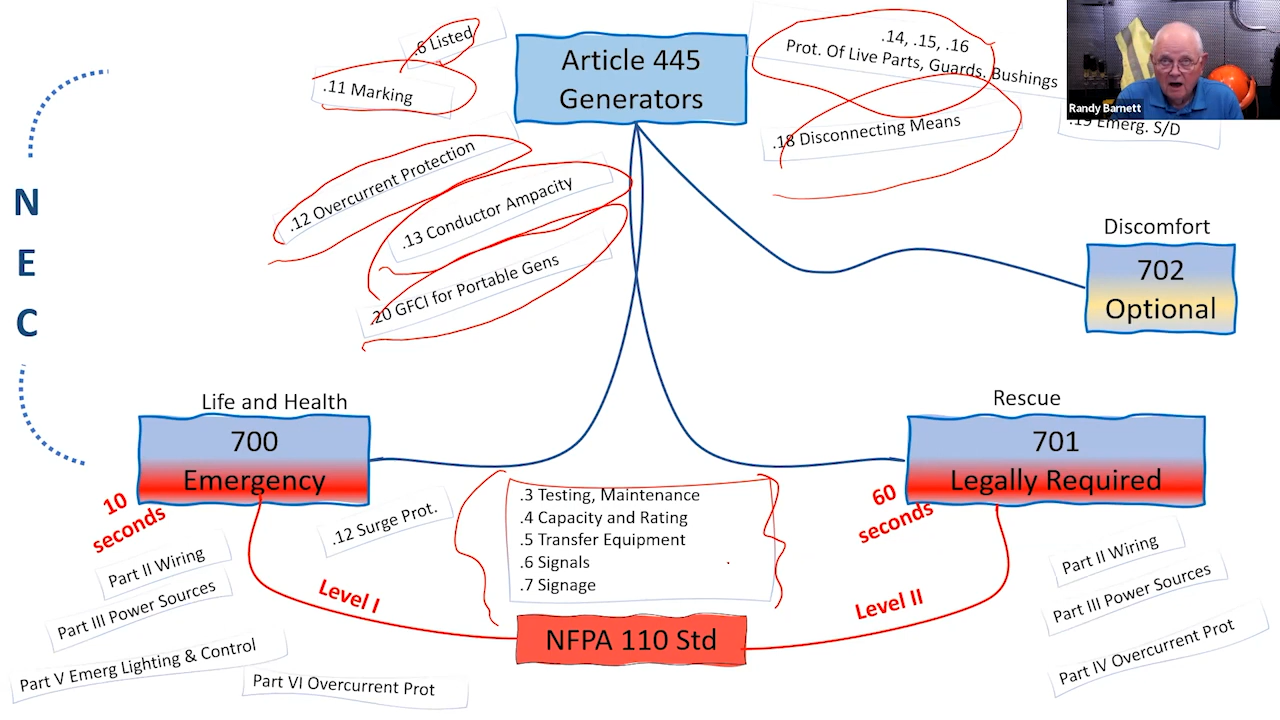 .6 Listed
.11 Marking
Article 445
Generators
.14, .15, .16
Prot. Of Live Parts, Guards. Bushings
Randy Barnett
.18 Disconnecting Means
.19 Emerg. S/D
.12 Overcurrent Protection
.13 Conductor Ampacity
.20 GFCI for Portable Gens
N
E
C
Discomfort
702
Optional
Life and Health
700
Emergency
10
seconds
Rescue
701
Legally Required
60
seconds
.12 Surge Prot.
.3 Testing, Maintenance
.4 Capacity and Rating
.5 Transfer Equipment
.6 Signals
.7 Signage
Part II Wiring
Part III Power Sources
Part V Emerg Lighting & Control
Part VI Overcurrent Prot
Level I
NFPA 110 Std
Level II
Part II Wiring
Part III Power Sources
Part IV Overcurrent Prot